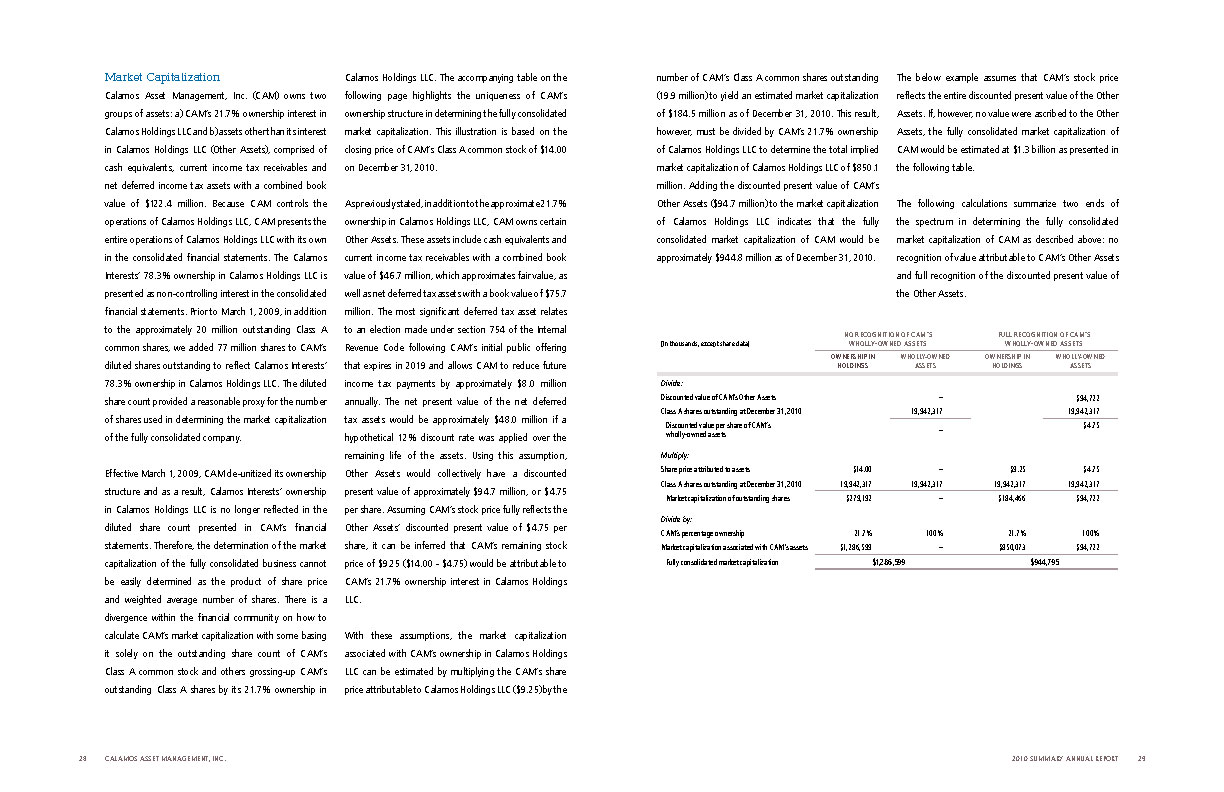 Market Capitalization
Calamos Asset Management, Inc. (CAM) owns two
groups of assets: a) CAM's 21.7% ownership interest in
Calamos Holdings LLC and b)assets other than its interest
in Calamos Holdings LLC (Other Assets), comprised of
cash equivalents, current income tax receivables and
net deferred income tax assets with a combined book
value of $122.4 million. Because CAM controls the
operations of Calamos Holdings LLC, CAM presents the
entire operations of Calamos Holdings LLC with its own
in the consolidated financial statements. The Calamos
Interests' 78.3% ownership in Calamos Holdings LLC is
presented as non-controlling interest in the consolidated
financial statements. Prior to March 1, 2009, in addition
to the approximately 20 million outstanding Class A
common shares, we added 77 million shares to CAM's
diluted shares outstanding to reflect Calamos Interests'
78.3% ownership in Calamos Holdings LLC. The diluted
share count provided a reasonable proxy for the number
of shares used in determining the market capitalization
of the fully consolidated company.
Effective March 1, 2009, CAM de-unitized its ownership
structure and as a result, Calamos Interests' ownership
in Calamos Holdings LLC is no longer reflected in the
diluted share count presented in CAM's financial
statements. Therefore, the determination of the market
capitalization of the fully consolidated business cannot
be easily determined as the product of share price
and weighted average number of shares. There is a
divergence within the financial community on how to
calculate CAM's market capitalization with some basing
it solely on the outstanding share count of CAM's
Class A common stock and others grossing-up CAM's
outstanding Class A shares by its 21.7% ownership in
Calamos Holdings LLC. The accompanying table on the
following page highlights the uniqueness of CAM's
ownership structure in determining the fully consolidated
market capitalization. This illustration is based on the
closing price of CAM's Class A common stock of $14.00
on December 31, 2010.
As previously stated, in addition to the approximate 21.7%
ownership in Calamos Holdings LLC, CAM owns certain
Other Assets. These assets include cash equivalents and
current income tax receivables with a combined book
value of $46.7 million, which approximates fair value, as
well as net deferred tax assets with a book value of $75.7
million. The most significant deferred tax asset relates
to an election made under section 754 of the Internal
Revenue Code following CAM's initial public offering
that expires in 2019 and allows CAM to reduce future
income tax payments by approximately $8.0 million
annually. The net present value of the net deferred
tax assets would be approximately $48.0 million if a
hypothetical 12% discount rate was applied over the
remaining life of the assets. Using this assumption,
Other Assets would collectively have a discounted
present value of approximately $94.7 million, or $4.75
per share. Assuming CAM's stock price fully reflects the
Other Assets' discounted present value of $4.75 per
share, it can be inferred that CAM's remaining stock
price of $9.25 ($14.00 – $4.75) would be attributable to
CAM's 21.7% ownership interest in Calamos Holdings
LLC.
With these assumptions, the market capitalization
associated with CAM's ownership in Calamos Holdings
LLC can be estimated by multiplying the CAM's share
price attributable to Calamos Holdings LLC ($9.25)by the
number of CAM's Class A common shares outstanding
(19.9 million)to yield an estimated market capitalization
of $184.5 million as of December 31, 2010. This result,
however, must be divided by CAM's 21.7% ownership
of Calamos Holdings LLC to determine the total implied
market capitalization of Calamos Holdings LLC of $850.1
million. Adding the discounted present value of CAM's
Other Assets ($94.7 million)to the market capitalization
of Calamos Holdings LLC indicates that the fully
consolidated market capitalization of CAM would be
approximately $944.8 million as of December 31, 2010.
The below example assumes that CAM's stock price
reflects the entire discounted present value of the Other
Assets. If, however, no value were ascribed to the Other
Assets, the fully consolidated market capitalization of
CAM would be estimated at $1.3 billion as presented in
the following table.
The following calculations summarize two ends of
the spectrum in determining the fully consolidated
market capitalization of CAM as described above: no
recognition of value attributable to CAM's Other Assets
and full recognition of the discounted present value of
the Other Assets.
NO RECOGNITION OF CAM'S FULL RECOGNITION OF CAM'S
(in thousands, except share data) WHOLLY-OWNED ASSETS WHOLLY-OWNED ASSETS
OWNERSHIP IN WHOLLY-OWNED OWNERSHIP IN WHOLLY-OWNED
HOLDINGS ASSETS HOLDINGS ASSETS
Divide:
Discounted value of CAM's Other Assets – $94,722
Class A shares outstanding at December 31, 2010 19,942,317 19,942,317
Discounted value per share of CAM's
wholly-owned assets – $4.75
Multiply:
Share price attributed to assets $14.00 – $9.25 $4.75
Class A shares outstanding at December 31, 2010 19,942,317 19,942,317 19,942,317 19,942,317
Market capitalization of outstanding shares $279,192 – $184,466 $94,722
Divide by:
CAM's percentage ownership 21.7% 100% 21.7% 100%
Market capitalization associated with CAM's assets $1,286,599 – $850,073 $94,722
Fully consolidated market capitalization $1,286,599 $944,795
28 CALAMOS ASSET MANAGEMENT, INC.
2010 SUMMARY ANNUAL REPORT 29